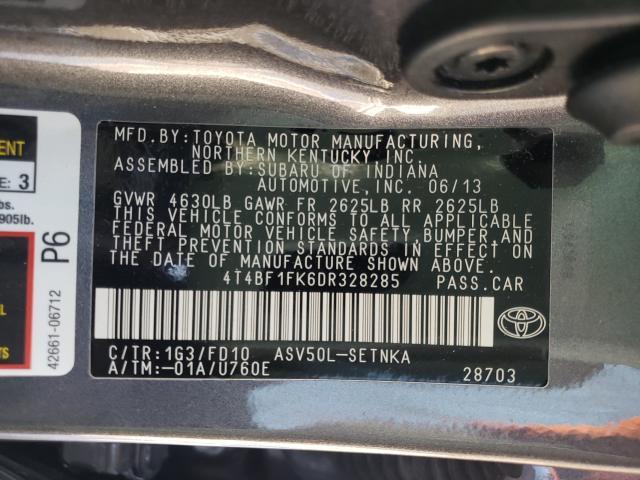 ENT
E: 3
bs.
905lb.
P6
42661-06712
TS
MFD.BY:TOYOTA MOTOR MANUFACTURING,
NORTHERN KENTUCKY, INC.
ASSEMBLED BY:SUBARU OF INDIANA
AUTOMOTIVE, INC. 06/13
GVWR 4630LB GAWR FR 2625LB RR 2625LB
THIS VEHICLE CONFORMS TO ALL APPLICABLE
FEDERAL MOTOR VEHICLE SAFETY, BUMPER, AND
THEFT PREVENTION STANDARDS IN EFFECT ON
THE DATE OF MANUFACTURE SHOWN ABOVE.
4T4BF1FK6DR328285 PASS.CAR
C/TR:1G3/FD10 ASV50L-SETNKA
A/TM:-01A/U760E 28703